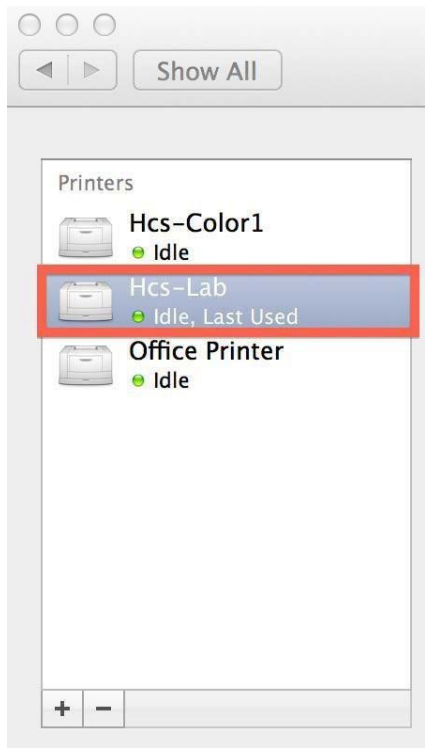 Show All
Printers
Hcs-Color1
Idle
Hcs-Lab
Idle, Last Used
Office Printer
Idle